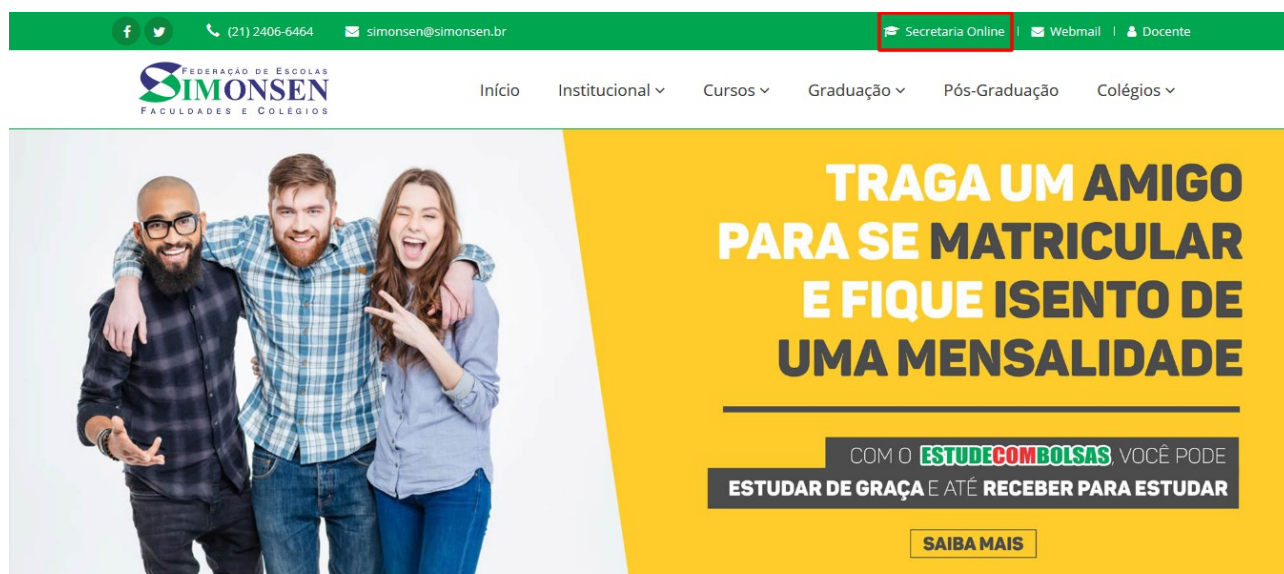 (21) 2406-6464 simonsen@simonsen.br Secretaria Online | Webmail | Docente
FEDERAÇÃO DE ESCOLAS
SIMONSEN
FACULDADES E COLÉGIOS
Início Institucional Cursos Graduação Pós-Graduação Colégios
TRAGA UM AMIGO
PARA SE MATRICULAR
E FIQUE ISENTO DE
UMA MENSALIDADE
COM O ESTUDECOMBOLSAS, VOCÊ PODE
ESTUDAR DE GRAÇA E ATÉ RECEBER PARA ESTUDAR
SAIBA MAIS